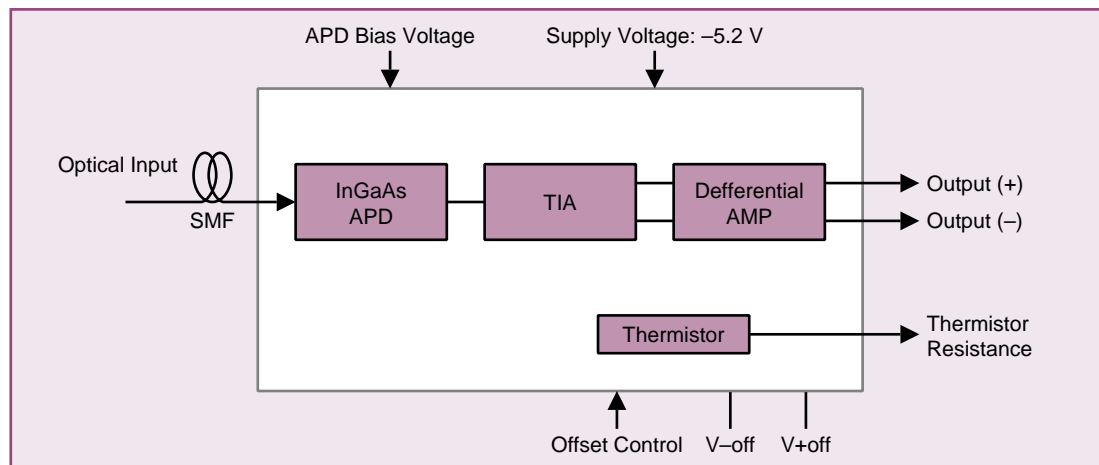 APD Bias Voltage
Supply Voltage: –5.2 V
Optical Input
SMF
InGaAs
APD
TIA
Defferential
AMP
Output (+)
Output (–)
Thermistor
Thermistor
Resistance
Offset Control
V–off
V+off